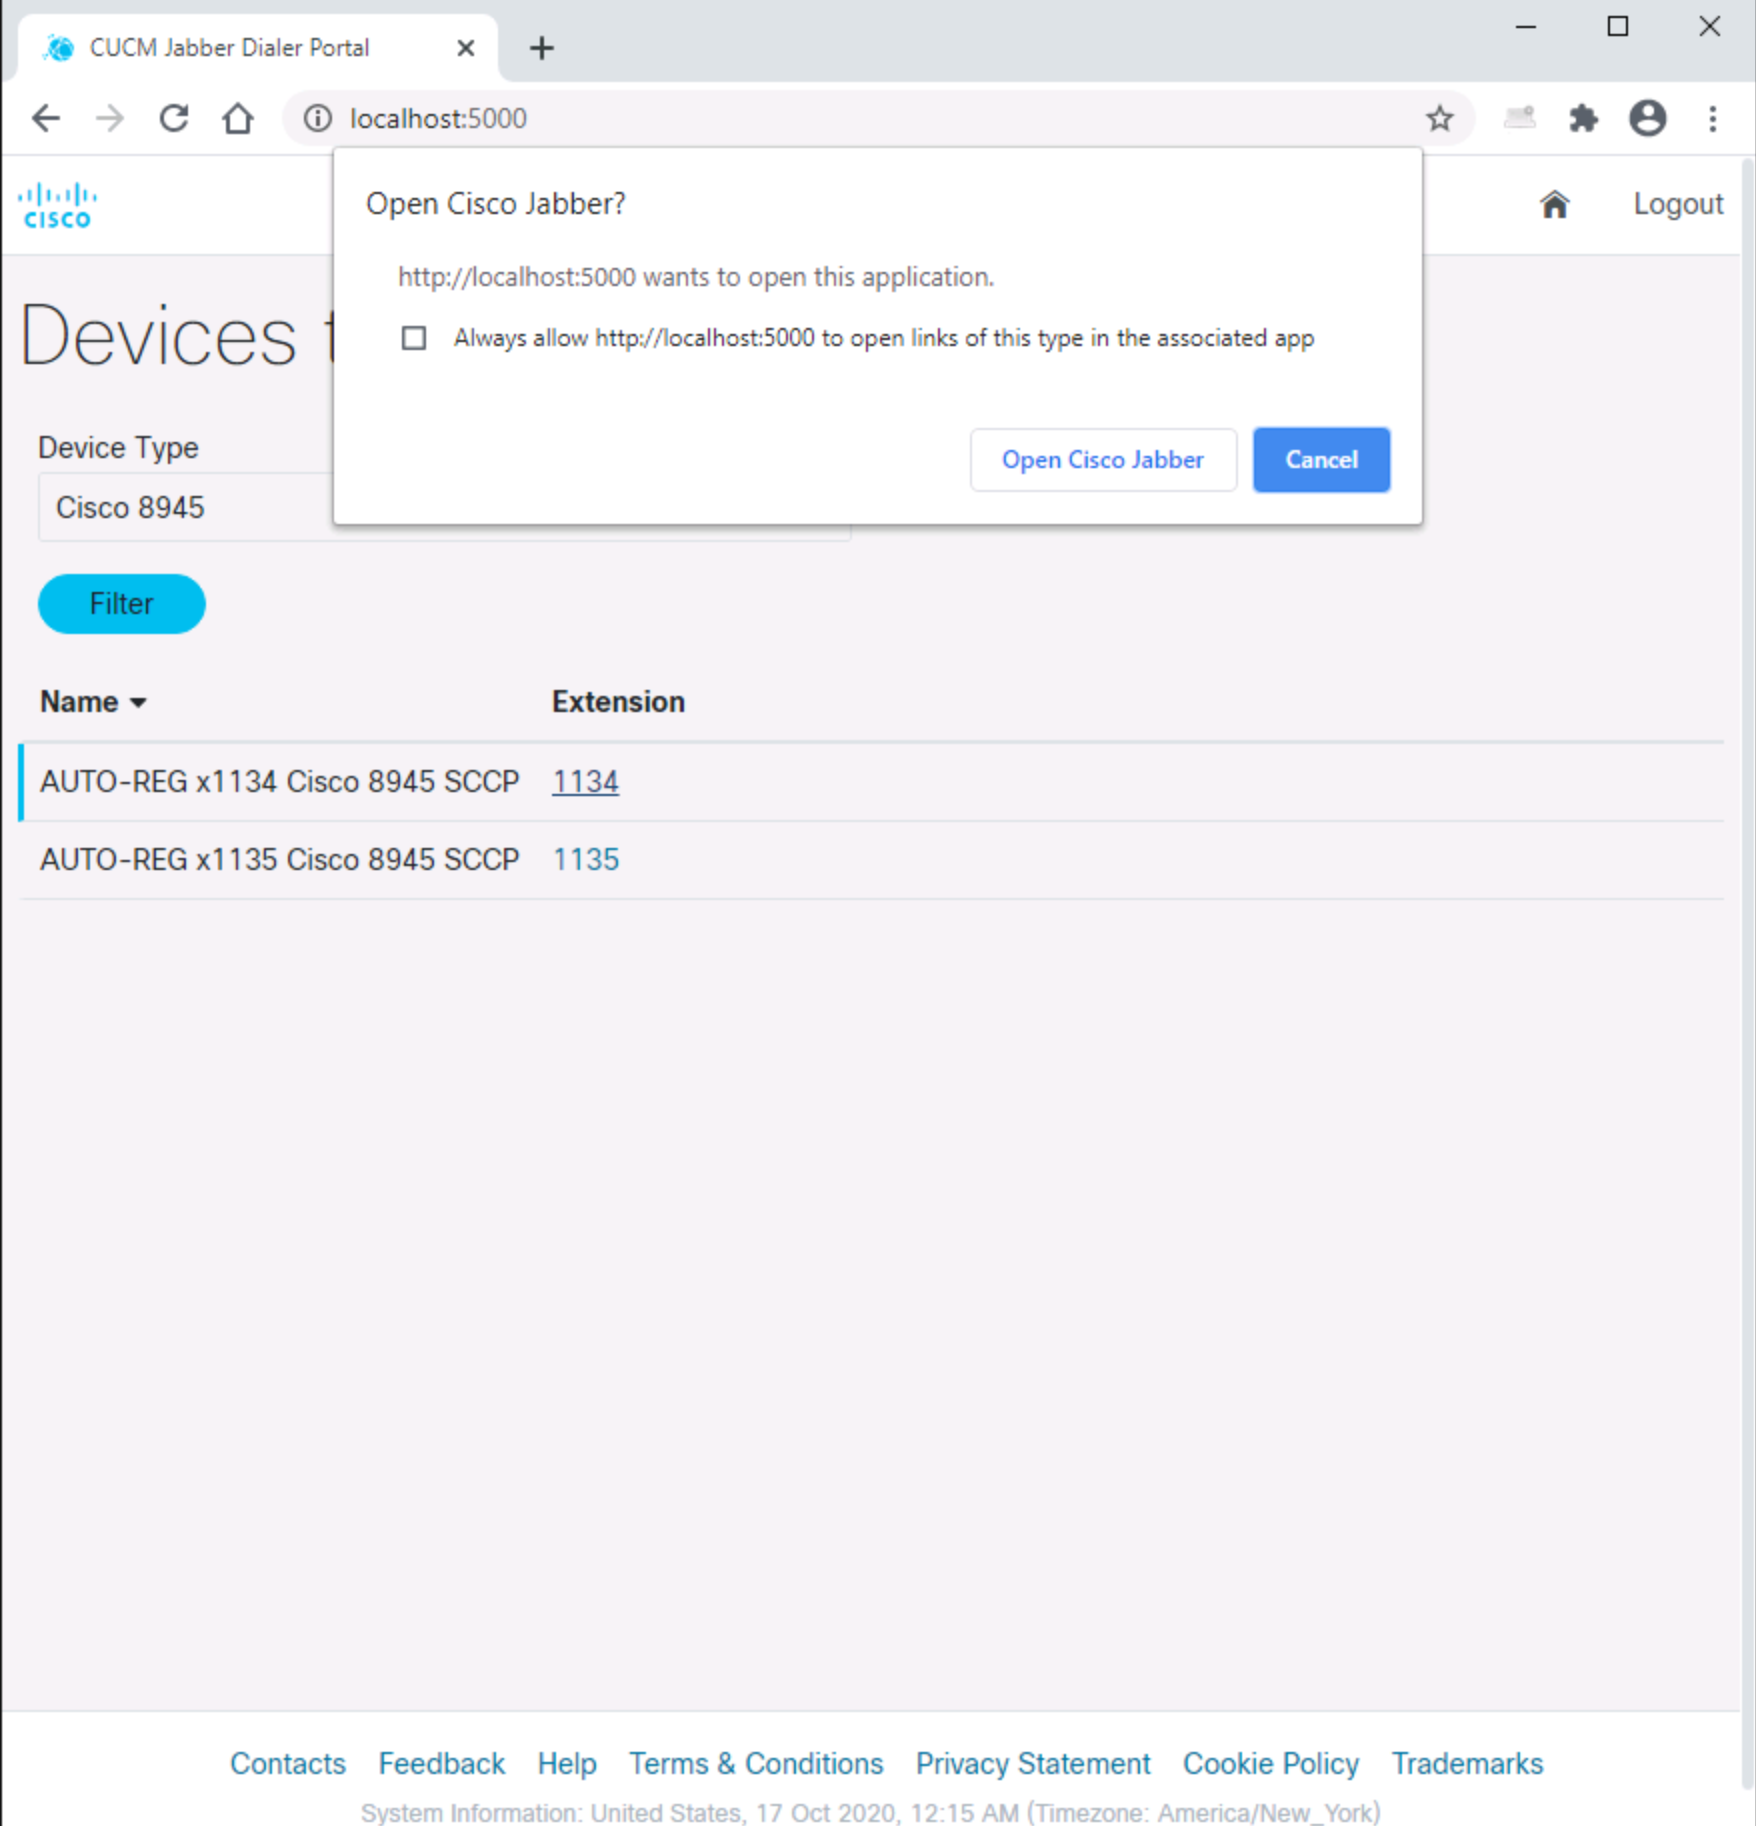 CUCM Jabber Dialer Portal
localhost:5000
CISCO
Logout
Open Cisco Jabber?
http://localhost:5000 wants to open this application.
Always allow http://localhost:5000 to open links of this type in the associated app
Open Cisco Jabber Cancel
Devices
Device Type
Cisco 8945
Filter
Name Extension
AUTO-REG x1134 Cisco 8945 SCCP 1134
AUTO-REG x1135 Cisco 8945 SCCP 1135
Contacts Feedback Help Terms & Conditions Privacy Statement Cookie Policy Trademarks
System Information: United States, 17 Oct 2020, 12:15 AM (Timezone: America/New_York)